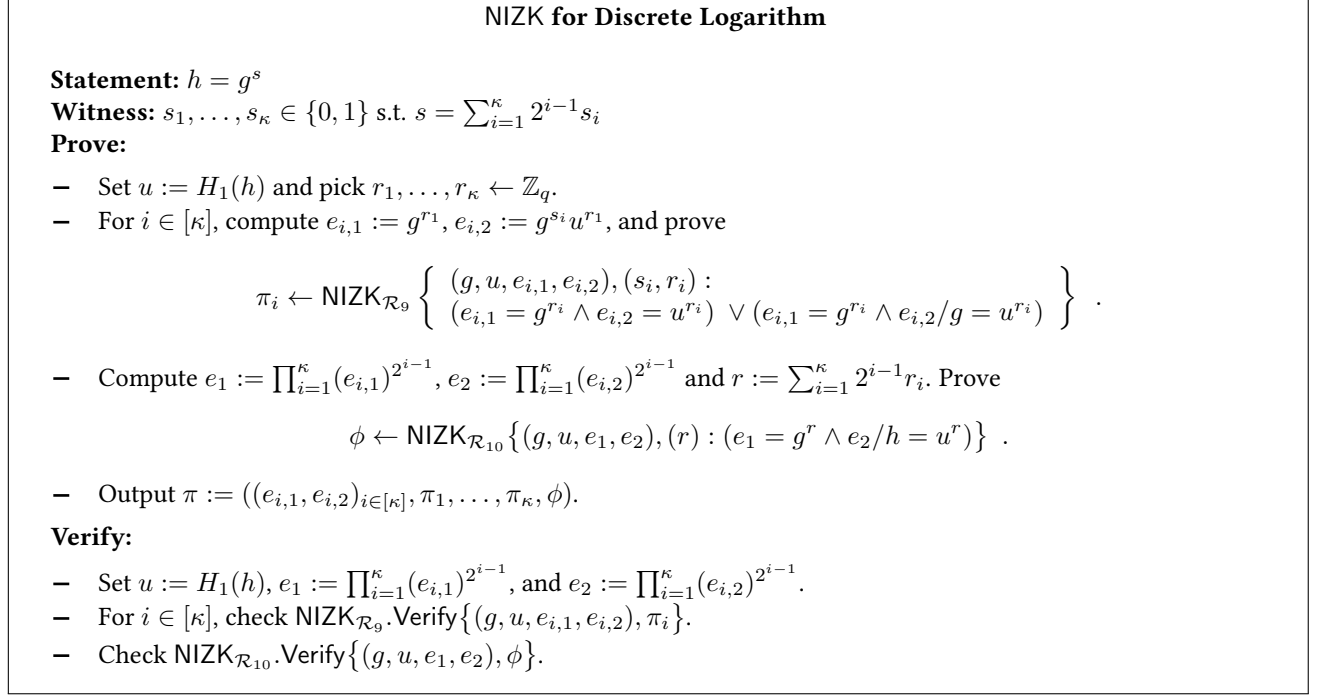 NIZK for Discrete Logarithm
Statement: h = g^s
Witness: s_1, . . . , s_κ ∈ {0, 1} s.t. s = ∑_{i=1}^{κ} 2^{i−1} s_i
Prove:
– Set u := H_1(h) and pick r_1, . . . , r_κ ← ℤ_q.
– For i ∈ [κ], compute e_{i,1} := g^{r_1}, e_{i,2} := g^{s_i} u^{r_1}, and prove
π_i ← NIZK_{R_9} { (g, u, e_{i,1}, e_{i,2}), (s_i, r_i) :
(e_{i,1} = g^{r_i} ∧ e_{i,2} = u^{r_i}) ∨ (e_{i,1} = g^{r_i} ∧ e_{i,2}/g = u^{r_i}) } .
– Compute e_1 := ∏_{i=1}^{κ} (e_{i,1})^{2^{i−1}}, e_2 := ∏_{i=1}^{κ} (e_{i,2})^{2^{i−1}} and r := ∑_{i=1}^{κ} 2^{i−1} r_i. Prove
ϕ ← NIZK_{R_10} {(g, u, e_1, e_2), (r) : (e_1 = g^r ∧ e_2/h = u^r)} .
– Output π := ((e_{i,1}, e_{i,2})_{i∈[κ]}, π_1, . . . , π_κ, ϕ).
Verify:
– Set u := H_1(h), e_1 := ∏_{i=1}^{κ} (e_{i,1})^{2^{i−1}}, and e_2 := ∏_{i=1}^{κ} (e_{i,2})^{2^{i−1}}.
– For i ∈ [κ], check NIZK_{R_9}.Verify{(g, u, e_{i,1}, e_{i,2}), π_i}.
– Check NIZK_{R_10}.Verify{(g, u, e_1, e_2), ϕ}.